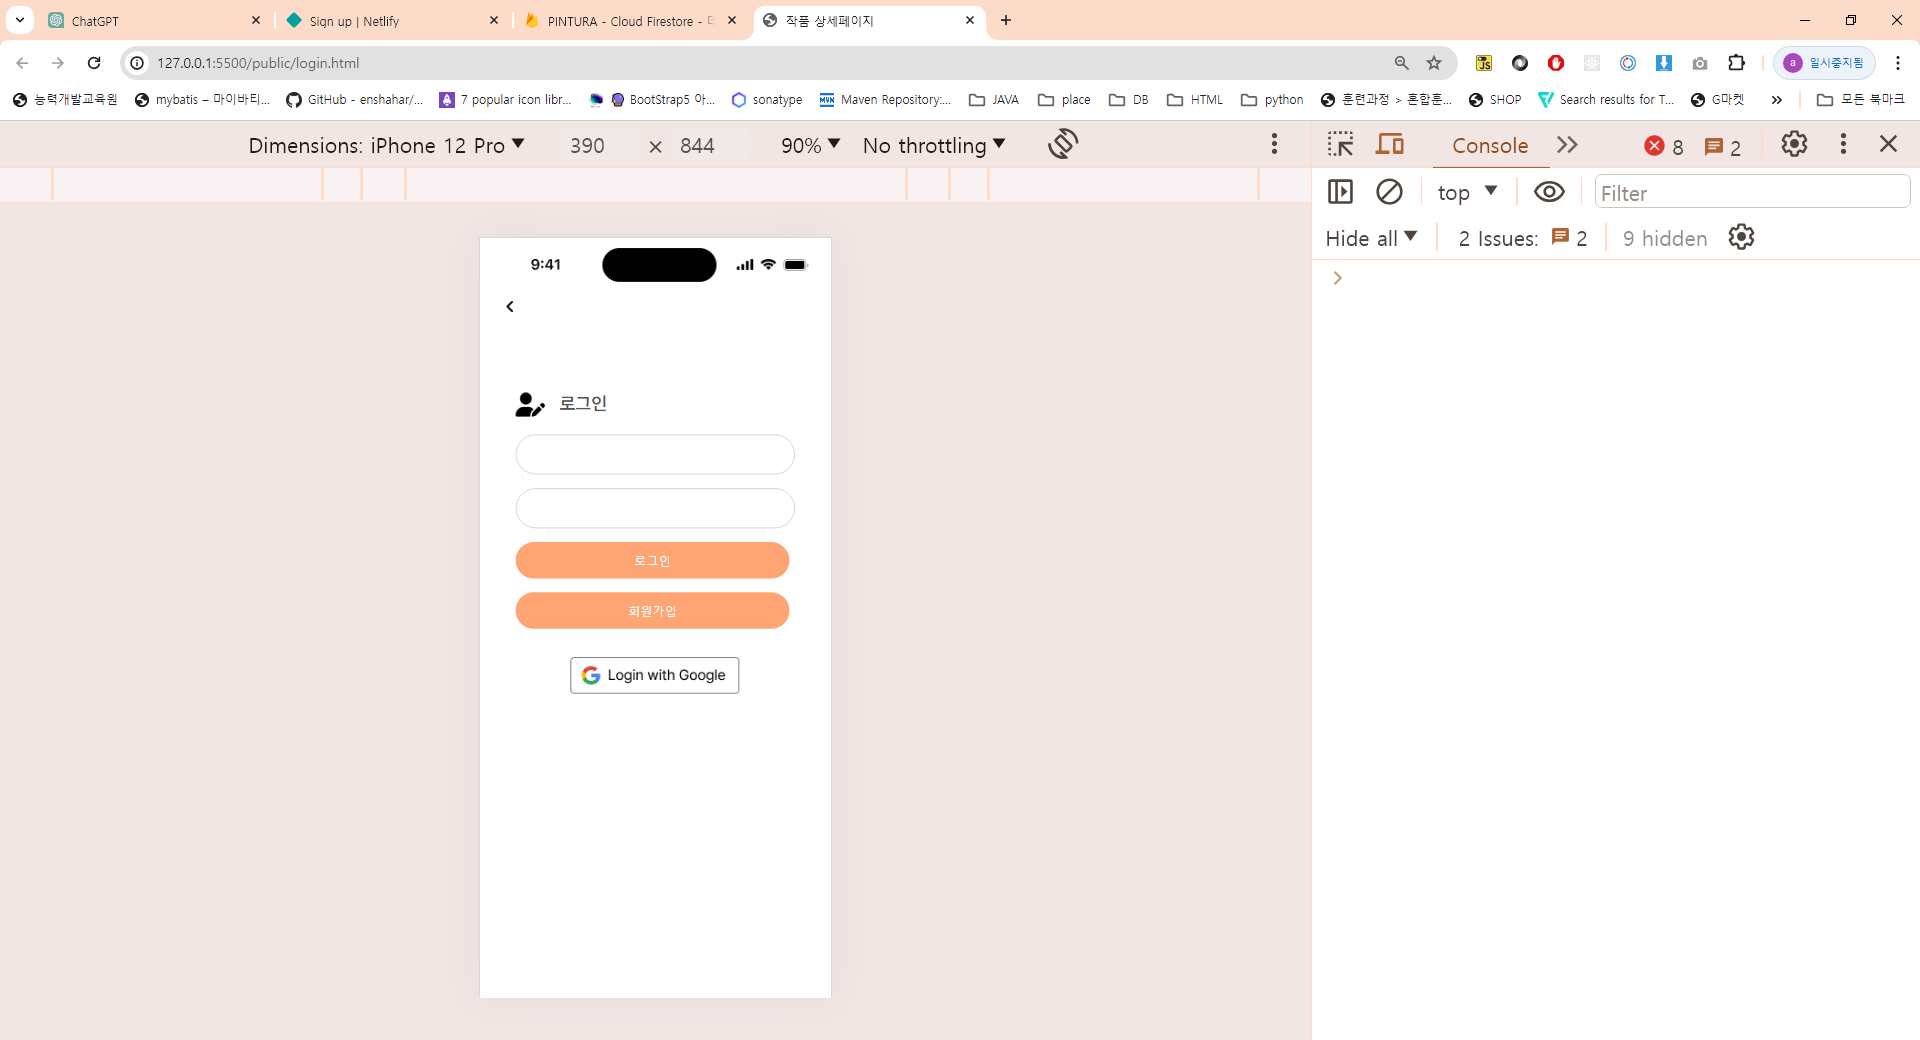 ChatGPT
Sign up | Netlify
PINTURA - Cloud Firestore -
작품 상세페이지
127.0.0.1:5500/public/login.html
JS
a 일시중지됨
능력개발교육원
mybatis – 마이바티...
GitHub - enshahar/...
7 popular icon libr...
BootStrap5 아...
sonatype
MVN Maven Repository:...
JAVA
place
DB
HTML
python
훈련과정 > 혼합훈...
SHOP
Search results for T...
G마켓
모든 북마크
Dimensions: iPhone 12 Pro
390 × 844
90%
No throttling
Console
8
2
top
Filter
Hide all
2 Issues: 2
9 hidden
9:41
로그인
로그인
회원가입
Login with Google